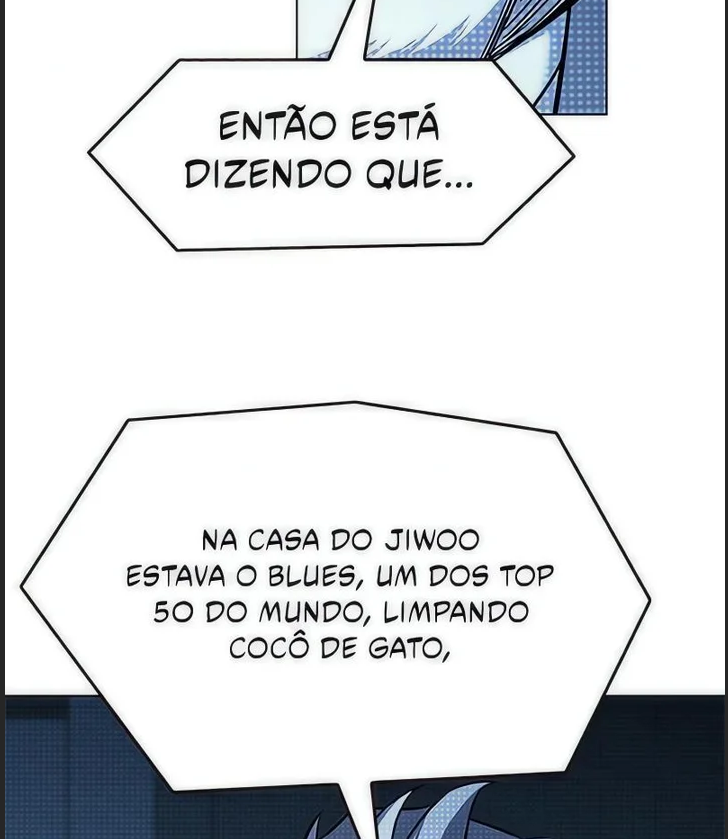 ENTÃO ESTÁ
DIZENDO QUE...
NA CASA DO JIWOO
ESTAVA O BLUES, UM DOS TOP
50 DO MUNDO, LIMPANDO
COCÔ DE GATO,